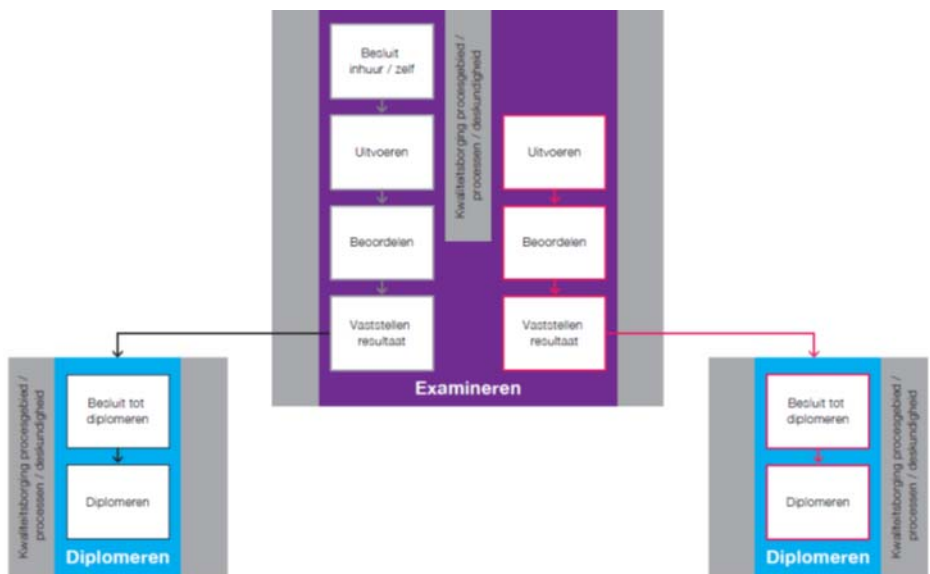 Besluit
inhuur / zelf
Uitvoeren
Beoordelen
Vaststellen
resultaat
Kwaliteitsborging procesgebied /
processen / deskundigheid
Uitvoeren
Beoordelen
Vaststellen
resultaat
Examineren
Kwaliteitsborging procesgebied /
processen / deskundigheid
Besluit tot
diplomeren
Diplomeren
Diplomeren
Besluit tot
diplomeren
Diplomeren
Diplomeren
Kwaliteitsborging procesgebied /
processen / deskundigheid